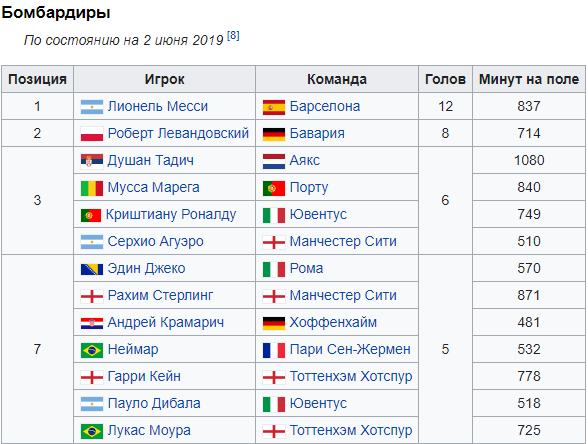 Бомбардиры
По состоянию на 2 июня 2019 [8]
Позиция Игрок Команда Голов Минут на поле
1 Лионель Месси Барселона 12 837
2 Роберт Левандовский Бавария 8 714
3 Душан Тадич Аякс 6 1080
Мусса Марега Порту 840
Криштиану Роналду Ювентус 749
Серхио Агуэро Манчестер Сити 510
7 Эдин Джеко Рома 5 570
Рахим Стерлинг Манчестер Сити 871
Андрей Крамарич Хоффенхайм 481
Неймар Пари Сен-Жермен 532
Гарри Кейн Тоттенхэм Хотспур 778
Пауло Дибала Ювентус 518
Лукас Моура Тоттенхэм Хотспур 725